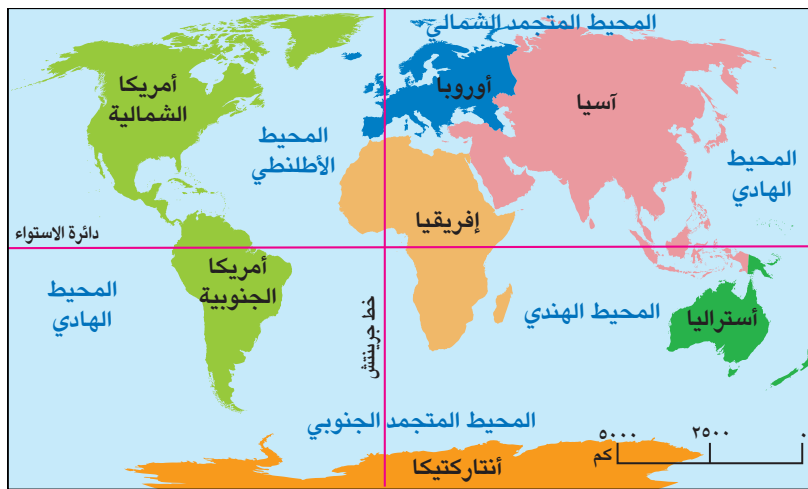 المحيط المتجمد الشمالي
أمريكا
الشمالية
أوروبا
آسيا
المحيط
الأطلنطي
المحيط
الهادي
إفريقيا
دائرة الاستواء
أمريكا
الجنوبية
المحيط
الهادي
خط جرينتش
المحيط الهندي
أستراليا
المحيط المتجمد الجنوبي
٥٠٠٠ ٢٥٠٠ ٠
كم
أنتاركتيكا